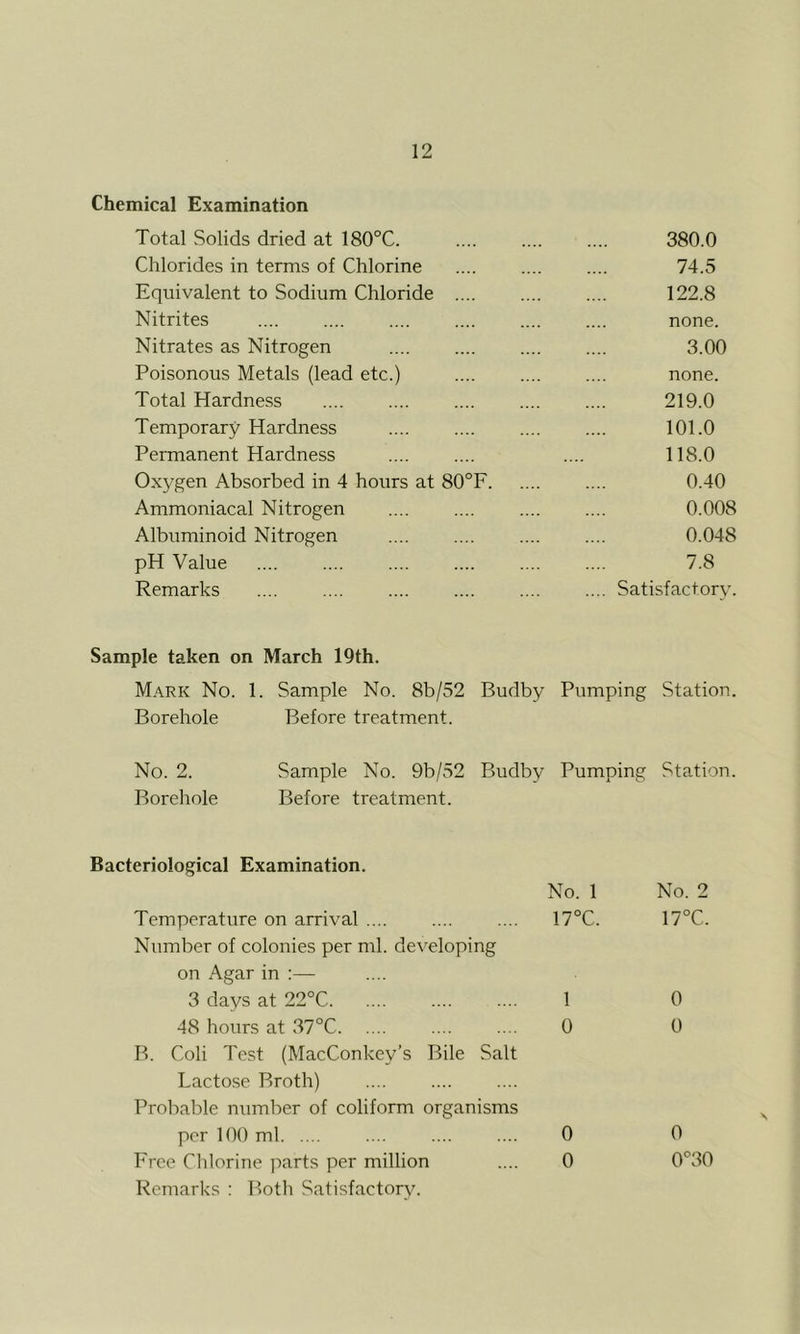 12
Chemical Examination
Total Solids dried at 180°C. .... .... .... 380.0
Chlorides in terms of Chlorine .... .... .... 74.5
Equivalent to Sodium Chloride .... .... .... 122.8
Nitrites .... .... .... .... .... .... none.
Nitrates as Nitrogen .... .... .... .... 3.00
Poisonous Metals (lead etc.) .... .... .... none.
Total Hardness .... .... .... .... .... 219.0
Temporary Hardness .... .... .... .... 101.0
Permanent Hardness .... .... .... 118.0
Oxygen Absorbed in 4 hours at 80°F. .... .... 0.40
Ammoniacal Nitrogen .... .... .... .... 0.008
Albuminoid Nitrogen .... .... .... .... 0.048
pH Value .... .... .... .... .... .... 7.8
Remarks .... .... .... .... .... .... Satisfactory.
Sample taken on March 19th.
Mark No. 1. Sample No. 8b/52 Budby Pumping Station.
Borehole Before treatment.
No. 2. Sample No. 9b/52 Budby Pumping Station.
Borehole Before treatment.
Bacteriological Examination.
No. 1 No. 2
Temperature on arrival .... .... .... 17°C. 17°C.
Number of colonies per ml. developing
on Agar in :— ....
3 days at 22°C. .... .... .... 1 0
48 hours at 37°C. .... .... .... 0 0
B. Coli Test (MacConkey's Bile Salt
Lactose Broth) .... .... ....
Probable number of coliform organisms
per 100 ml. .... .... .... .... 0 0
Free Chlorine parts per million .... 0 0°30
Remarks : Both Satisfactory.